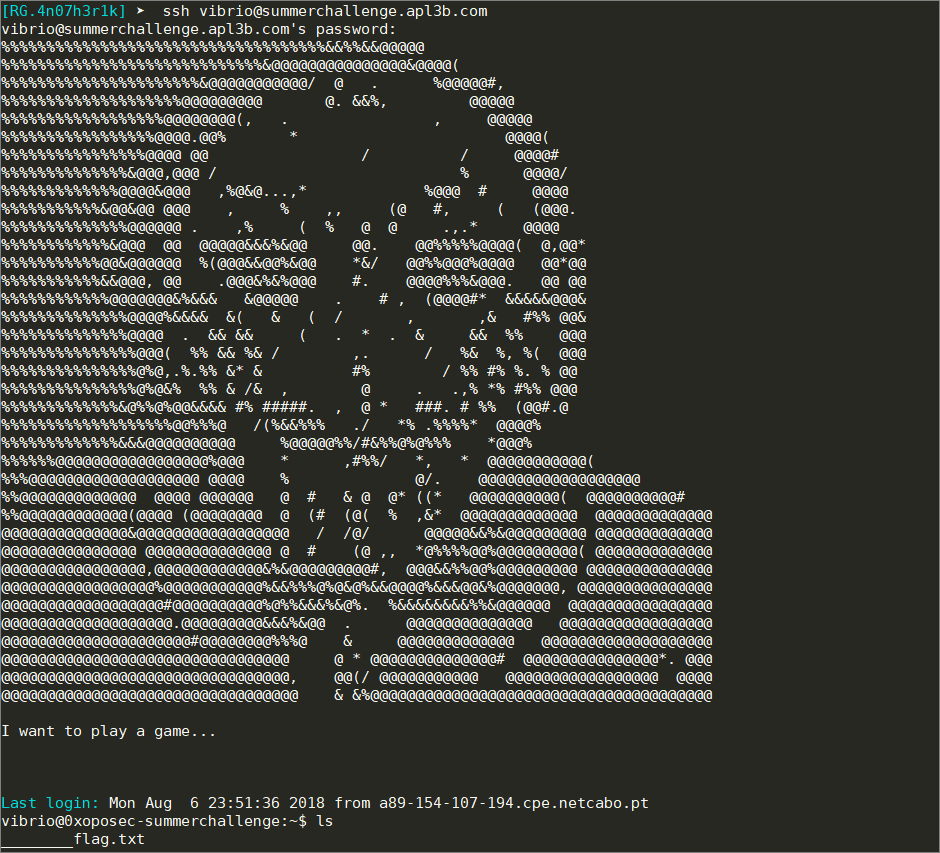 [RG.4n07h3r1k] ➤  ssh vibrio@summerchallenge.apl3b.com
vibrio@summerchallenge.apl3b.com's password:
I want to play a game...
Last login: Mon Aug  6 23:51:36 2018 from a89-154-107-194.cpe.netcabo.pt
vibrio@0xoposec-summerchallenge:~$ ls
________flag.txt